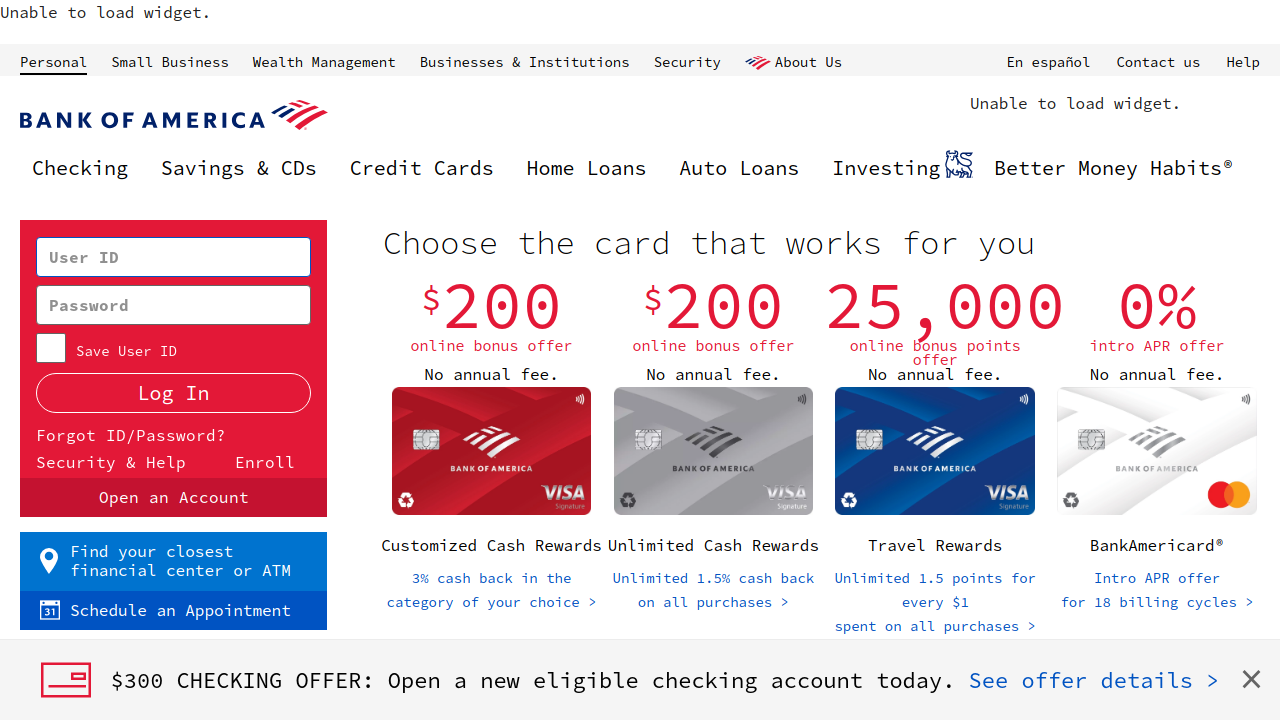 Unable to load widget.
Personal Small Business Wealth Management Businesses & Institutions Security About Us En español Contact us Help
Unable to load widget.
BANK OF AMERICA
Checking Savings & CDs Credit Cards Home Loans Auto Loans Investing Better Money Habits®
User ID
Password
Save User ID
Log In
Forgot ID/Password?
Security & Help Enroll
Open an Account
Find your closest
financial center or ATM
31 Schedule an Appointment
Choose the card that works for you
$200
online bonus offer
No annual fee.
BANK OF AMERICA
VISA
Signature
Customized Cash Rewards
3% cash back in the
category of your choice >
$200
online bonus offer
No annual fee.
BANK OF AMERICA
VISA
Signature
Unlimited Cash Rewards
Unlimited 1.5% cash back
on all purchases >
25,000
online bonus points
offer
No annual fee.
BANK OF AMERICA
VISA
Signature
Travel Rewards
Unlimited 1.5 points for
every $1
spent on all purchases >
0%
intro APR offer
No annual fee.
BANK OF AMERICA
BankAmericard®
Intro APR offer
for 18 billing cycles >
$300 CHECKING OFFER: Open a new eligible checking account today. See offer details >